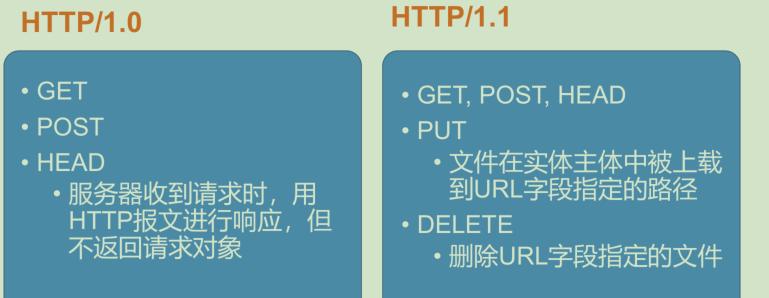 HTTP/1.0
• GET
• POST
• HEAD
• 服务器收到请求时，用
HTTP报文进行响应，但
不返回请求对象
HTTP/1.1
• GET, POST, HEAD
• PUT
• 文件在实体主体中被上载
到URL字段指定的路径
• DELETE
• 删除URL字段指定的文件